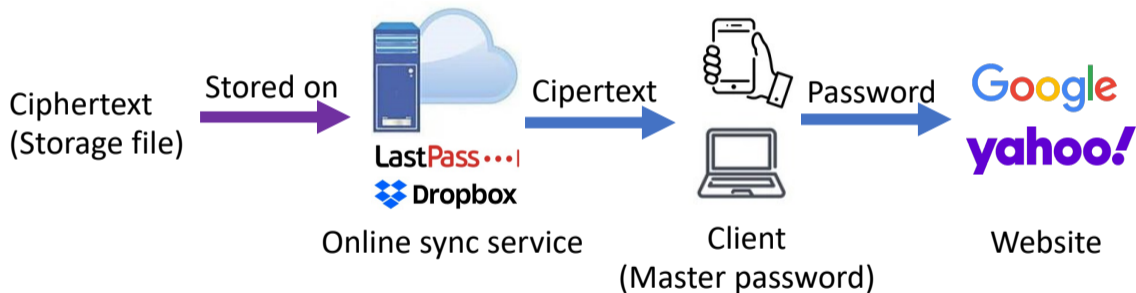 Ciphertext
(Storage file)
Stored on
LastPass
Dropbox
Online sync service
Cipertext
Client
(Master password)
Password
Google
yahoo!
Website